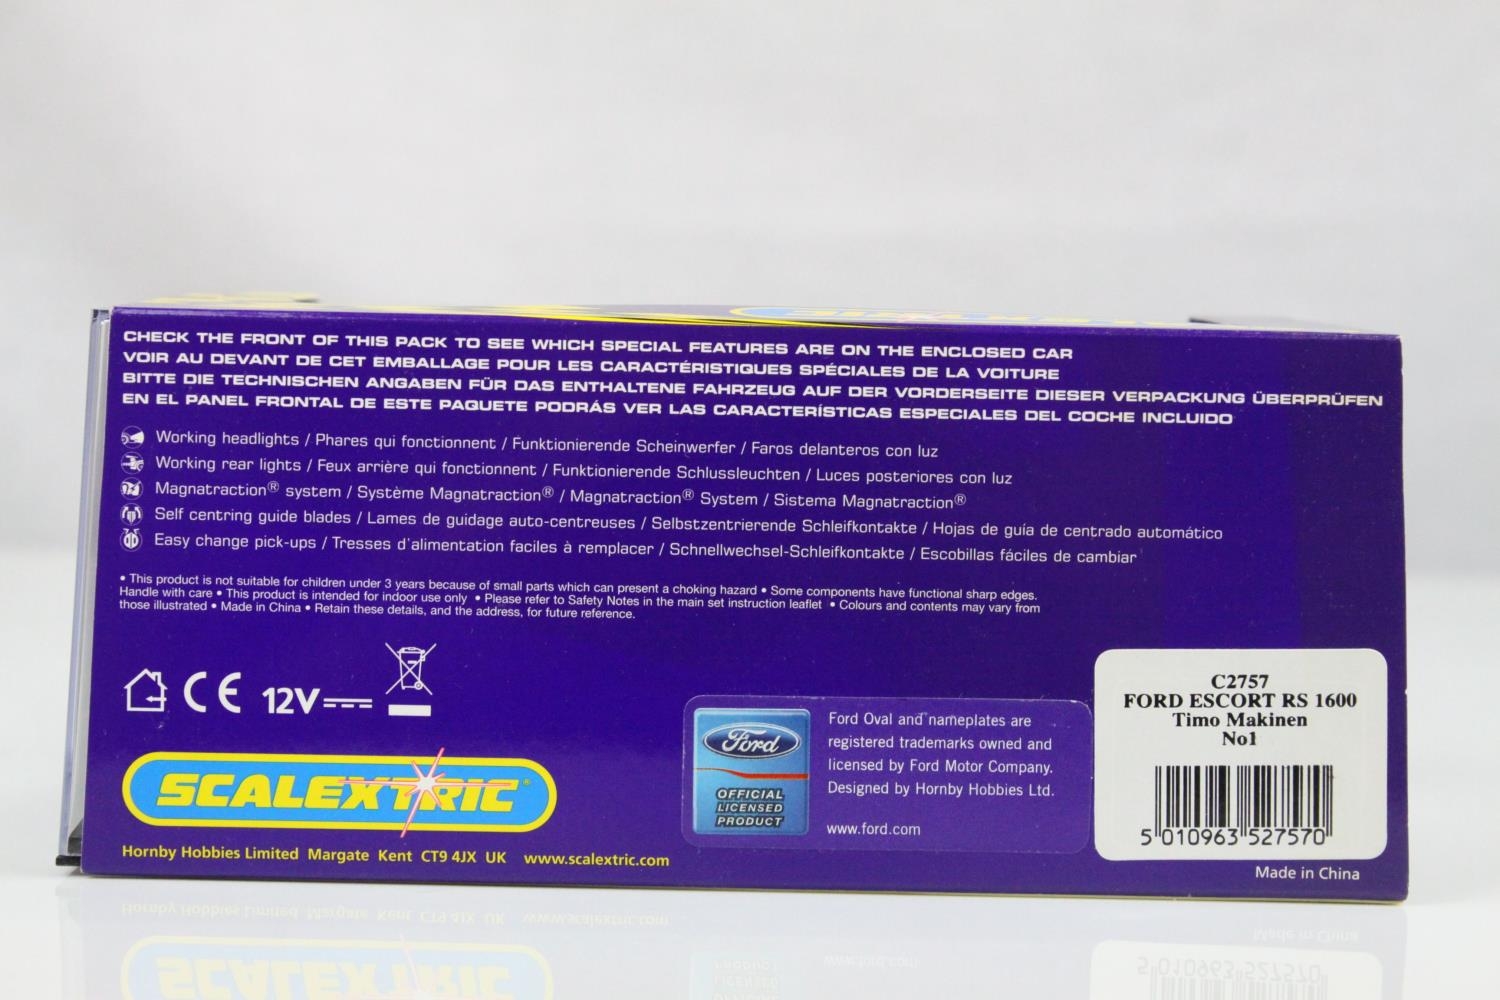 CHECK THE FRONT OF THIS PACK TO SEE WHICH SPECIAL FEATURES ARE ON THE ENCLOSED CAR
VOIR AU DEVANT DE CET EMBALLAGE POUR LES CARACTÉRISTIQUES SPÉCIALES DE LA VOITURE
BITTE DIE TECHNISCHEN ANGABEN FÜR DAS ENTHALTENE FAHRZEUG AUF DER VORDERSEITE DIESER VERPACKUNG ÜBERPRÜFEN
EN EL PANEL FRONTAL DE ESTE PAQUETE PODRÁS VER LAS CARACTERÍSTICAS ESPECIALES DEL COCHE INCLUIDO
Working headlights / Phares qui fonctionnent / Funktionierende Scheinwerfer / Faros delanteros con luz
Working rear lights / Feux arrière qui fonctionnent / Funktionierende Schlussleuchten / Luces posteriores con luz
Magnatraction® system / Système Magnatraction® / Magnatraction® System / Sistema Magnatraction®
Self centring guide blades / Lames de guidage auto-centreuses / Selbstzentrierende Schleifkontakte / Hojas de guía de centrado automático
Easy change pick-ups / Tresses d'alimentation faciles à remplacer / Schnellwechsel-Schleifkontakte / Escobillas fáciles de cambiar
• This product is not suitable for children under 3 years because of small parts which can present a choking hazard • Some components have functional sharp edges.
Handle with care • This product is intended for indoor use only • Please refer to Safety Notes in the main set instruction leaflet • Colours and contents may vary from
those illustrated • Made in China • Retain these details, and the address, for future reference.
CE 12V
SCALEXTRIC®
Hornby Hobbies Limited Margate Kent CT9 4JX UK www.scalextric.com
Ford
OFFICIAL
LICENSED
PRODUCT
Ford Oval and nameplates are
registered trademarks owned and
licensed by Ford Motor Company.
Designed by Hornby Hobbies Ltd.
www.ford.com
C2757
FORD ESCORT RS 1600
Timo Makinen
No1
5 010963 527570
Made in China